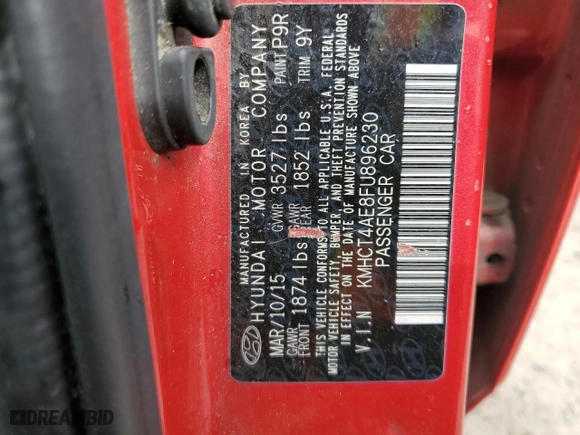 MANUFACTURED IN KOREA BY
HYUNDAI MOTOR COMPANY
MAR/10/15 GVWR 3527 lbs PAINT P9R
GAWR FRONT 1874 lbs GAWR REAR 1852 lbs TRIM 9Y
THIS VEHICLE CONFORMS TO ALL APPLICABLE U.S.A. FEDERAL
MOTOR VEHICLE SAFETY, BUMPER, AND THEFT PREVENTION STANDARDS
IN EFFECT ON THE DATE OF MANUFACTURE SHOWN ABOVE
V.I.N KMHCT4AE8FU896230
PASSENGER CAR
DREAMBID